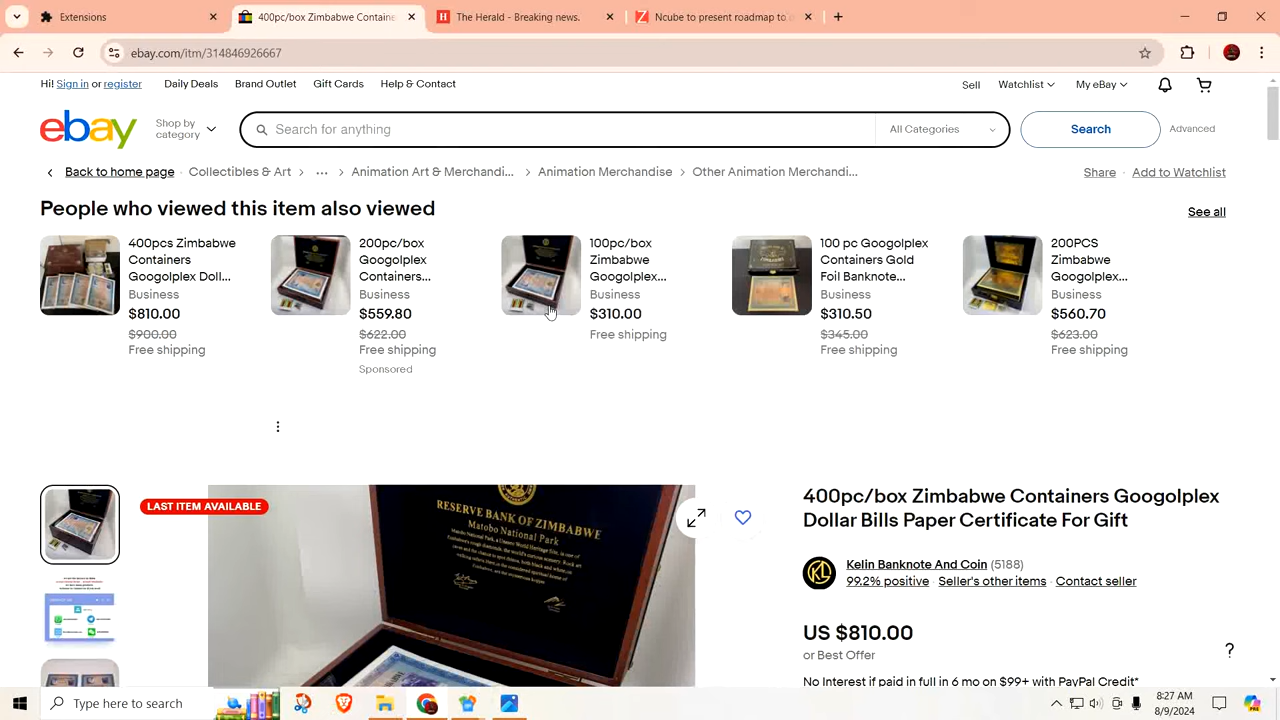 Extensions
400pc/box Zimbabwe Containe
The Herald - Breaking news.
Ncube to present roadmap to a
ebay.com/itm/314846926667
Hi! Sign in or register
Daily Deals
Brand Outlet
Gift Cards
Help & Contact
Sell
Watchlist
My eBay
ebay
Shop by
category
Search for anything
All Categories
Search
Advanced
Back to home page
Collectibles & Art
...
Animation Art & Merchandi...
Animation Merchandise
Other Animation Merchandi...
Share
Add to Watchlist
People who viewed this item also viewed
See all
400pcs Zimbabwe
Containers
Googolplex Doll...
Business
$810.00
$900.00
Free shipping
200pc/box
Googolplex
Containers...
Business
$559.80
$622.00
Free shipping
Sponsored
100pc/box
Zimbabwe
Googolplex...
Business
$310.00
Free shipping
100 pc Googolplex
Containers Gold
Foil Banknote...
Business
$310.50
$345.00
Free shipping
200PCS
Zimbabwe
Googolplex...
Business
$560.70
$623.00
Free shipping
LAST ITEM AVAILABLE
RESERVE BANK OF ZIMBABWE
Matobo National Park
400pc/box Zimbabwe Containers Googolplex
Dollar Bills Paper Certificate For Gift
Kelin Banknote And Coin (5188)
99.2% positive · Seller's other items · Contact seller
US $810.00
or Best Offer
No Interest if paid in full in 6 mo on $99+ with PayPal Credit*
?
Type here to search
8:27 AM
8/9/2024